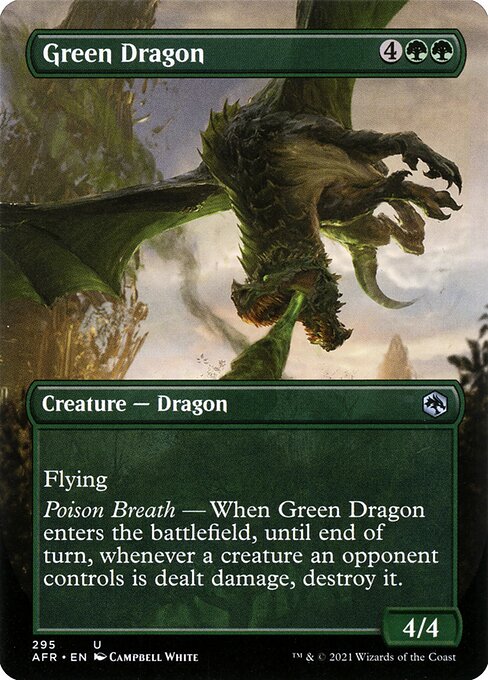 Green Dragon 4
Creature — Dragon
Flying
Poison Breath — When Green Dragon
enters the battlefield, until end of
turn, whenever a creature an opponent
controls is dealt damage, destroy it.
4/4
295 U
AFR • EN CAMPBELL WHITE
™ & © 2021 Wizards of the Coast